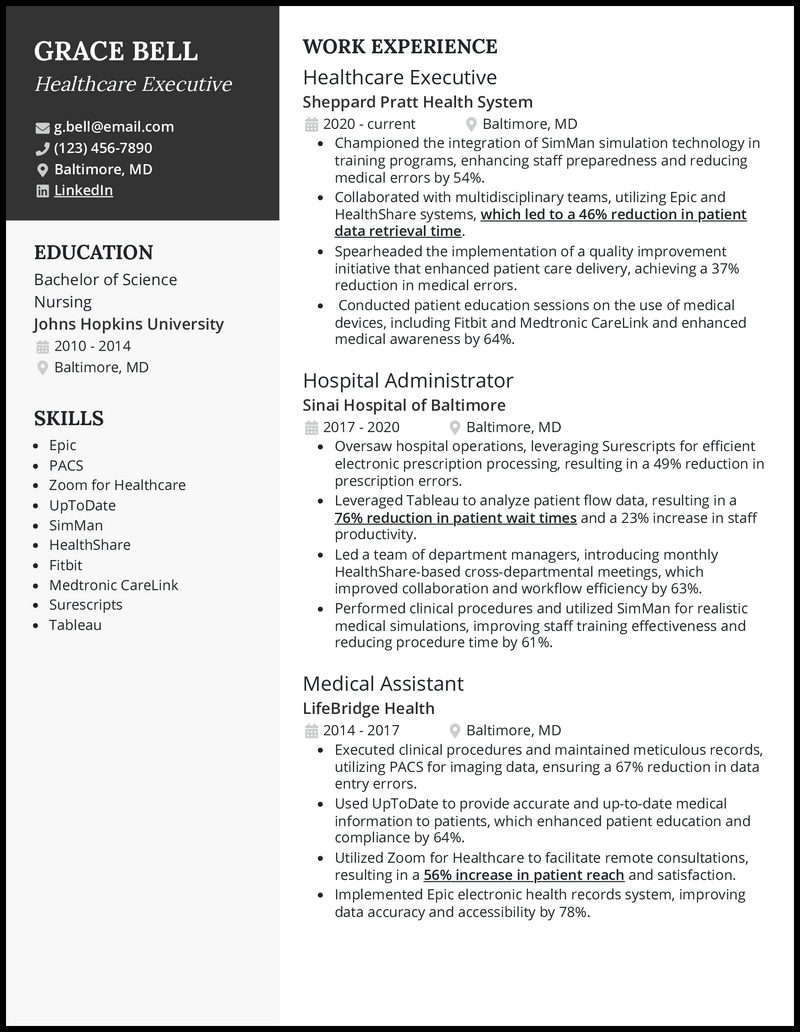 GRACE BELL
Healthcare Executive
g.bell@email.com
(123) 456-7890
Baltimore, MD
LinkedIn
EDUCATION
Bachelor of Science
Nursing
Johns Hopkins University
2010 - 2014
Baltimore, MD
SKILLS
• Epic
• PACS
• Zoom for Healthcare
• UpToDate
• SimMan
• HealthShare
• Fitbit
• Medtronic CareLink
• Surescripts
• Tableau
WORK EXPERIENCE
Healthcare Executive
Sheppard Pratt Health System
2020 - current Baltimore, MD
• Championed the integration of SimMan simulation technology in
training programs, enhancing staff preparedness and reducing
medical errors by 54%.
• Collaborated with multidisciplinary teams, utilizing Epic and
HealthShare systems, which led to a 46% reduction in patient
data retrieval time.
• Spearheaded the implementation of a quality improvement
initiative that enhanced patient care delivery, achieving a 37%
reduction in medical errors.
• Conducted patient education sessions on the use of medical
devices, including Fitbit and Medtronic CareLink and enhanced
medical awareness by 64%.
Hospital Administrator
Sinai Hospital of Baltimore
2017 - 2020 Baltimore, MD
• Oversaw hospital operations, leveraging Surescripts for efficient
electronic prescription processing, resulting in a 49% reduction in
prescription errors.
• Leveraged Tableau to analyze patient flow data, resulting in a
76% reduction in patient wait times and a 23% increase in staff
productivity.
• Led a team of department managers, introducing monthly
HealthShare-based cross-departmental meetings, which
improved collaboration and workflow efficiency by 63%.
• Performed clinical procedures and utilized SimMan for realistic
medical simulations, improving staff training effectiveness and
reducing procedure time by 61%.
Medical Assistant
LifeBridge Health
2014 - 2017 Baltimore, MD
• Executed clinical procedures and maintained meticulous records,
utilizing PACS for imaging data, ensuring a 67% reduction in data
entry errors.
• Used UpToDate to provide accurate and up-to-date medical
information to patients, which enhanced patient education and
compliance by 64%.
• Utilized Zoom for Healthcare to facilitate remote consultations,
resulting in a 56% increase in patient reach and satisfaction.
• Implemented Epic electronic health records system, improving
data accuracy and accessibility by 78%.